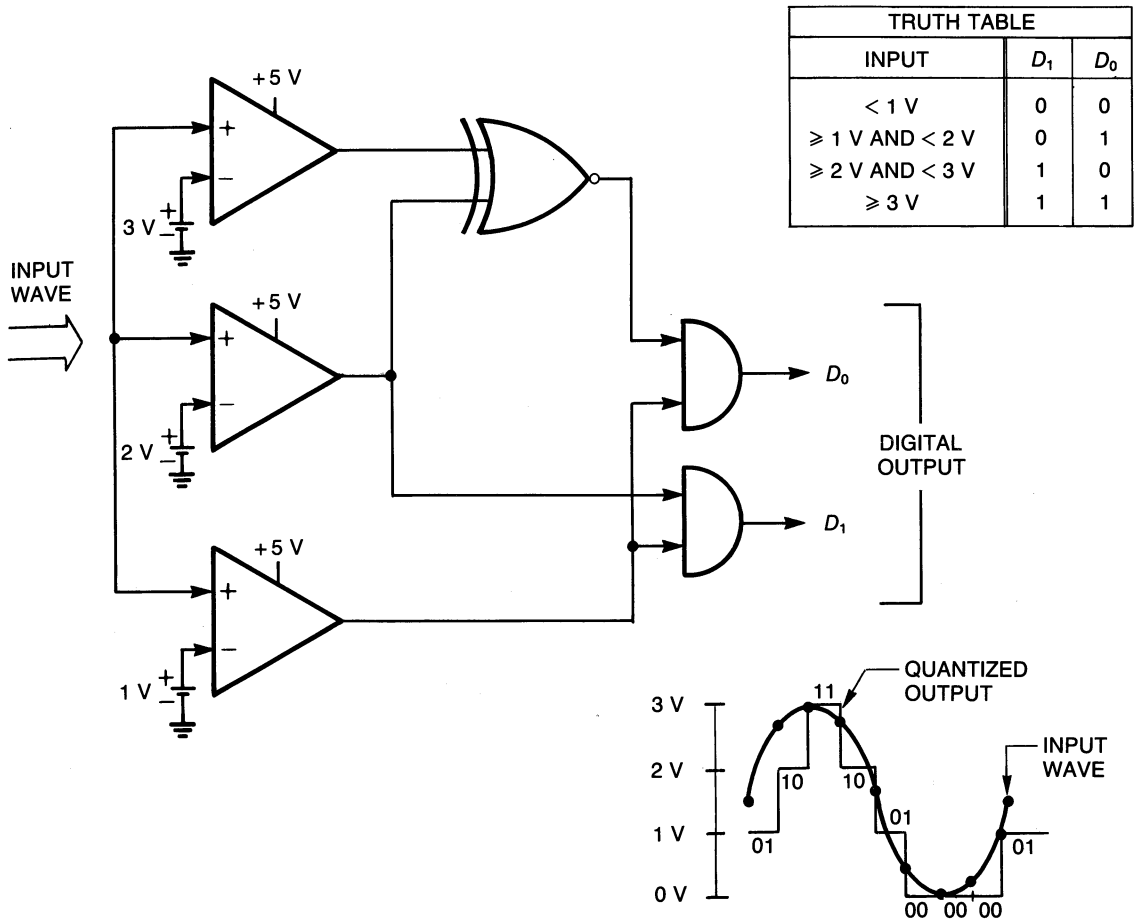 TRUTH TABLE
INPUT D₁ D₀
< 1 V 0 0
⩾ 1 V AND < 2 V 0 1
⩾ 2 V AND < 3 V 1 0
⩾ 3 V 1 1
+5 V
+
−
+
3 V −
INPUT
WAVE
+5 V
+
−
+
2 V −
D₀
DIGITAL
OUTPUT
D₁
+5 V
+
−
+
1 V −
QUANTIZED
OUTPUT
INPUT
WAVE
3 V
2 V
1 V
0 V
01
10
11
10
01
00
00
00
01